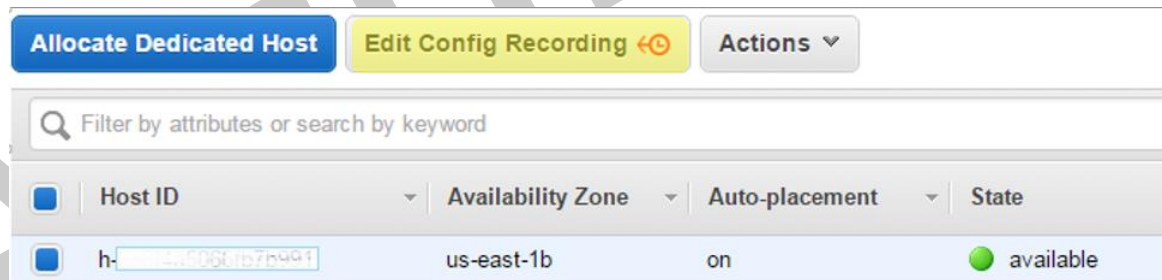 Allocate Dedicated Host Edit Config Recording Actions
Filter by attributes or search by keyword
Host ID Availability Zone Auto-placement State
h- us-east-1b on available